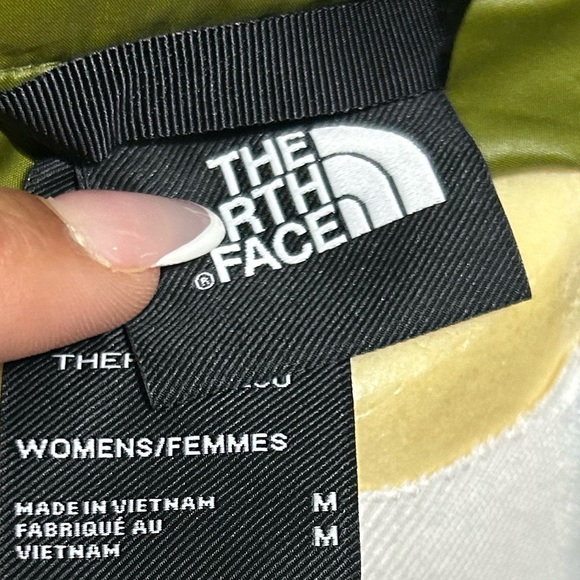 THE
RTH
FACE
®
WOMENS/FEMMES
MADE IN VIETNAM M
FABRIQUÉ AU M
VIETNAM